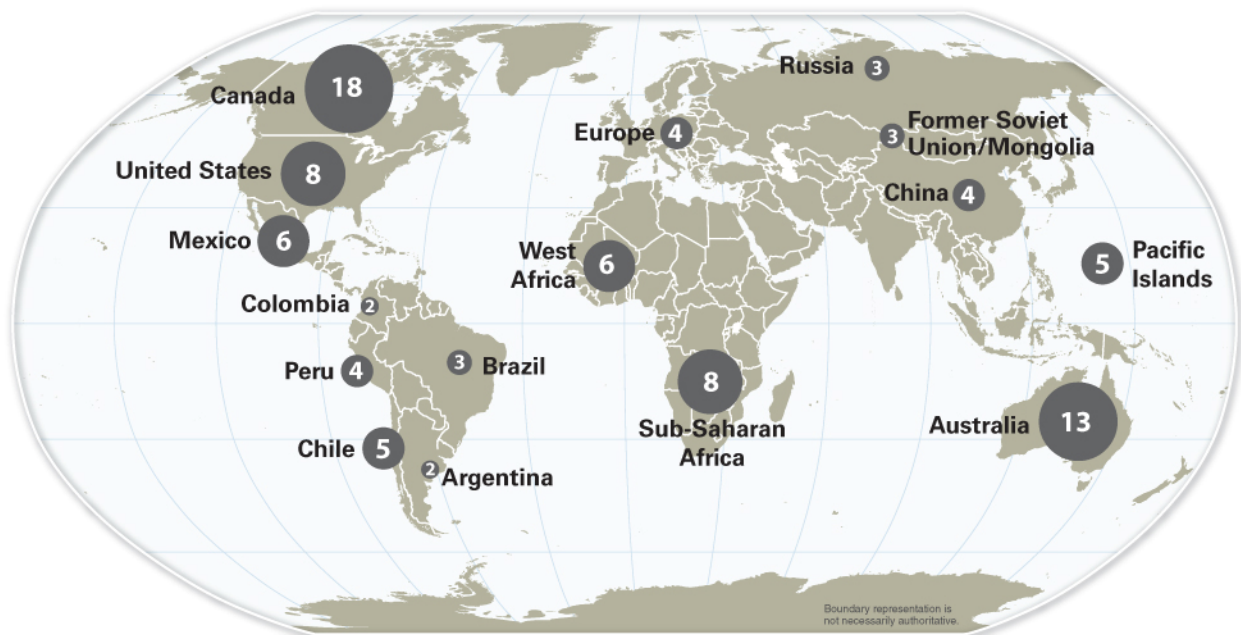 Canada
18
United States
8
Mexico
6
Colombia
2
Peru
4
Brazil
3
Chile
5
Argentina
2
Russia
3
Europe
4
Former Soviet
Union/Mongolia
3
China
4
West
Africa
6
Pacific
Islands
5
Sub-Saharan
Africa
8
Australia
13
Boundary representation is
not necessarily authoritative.